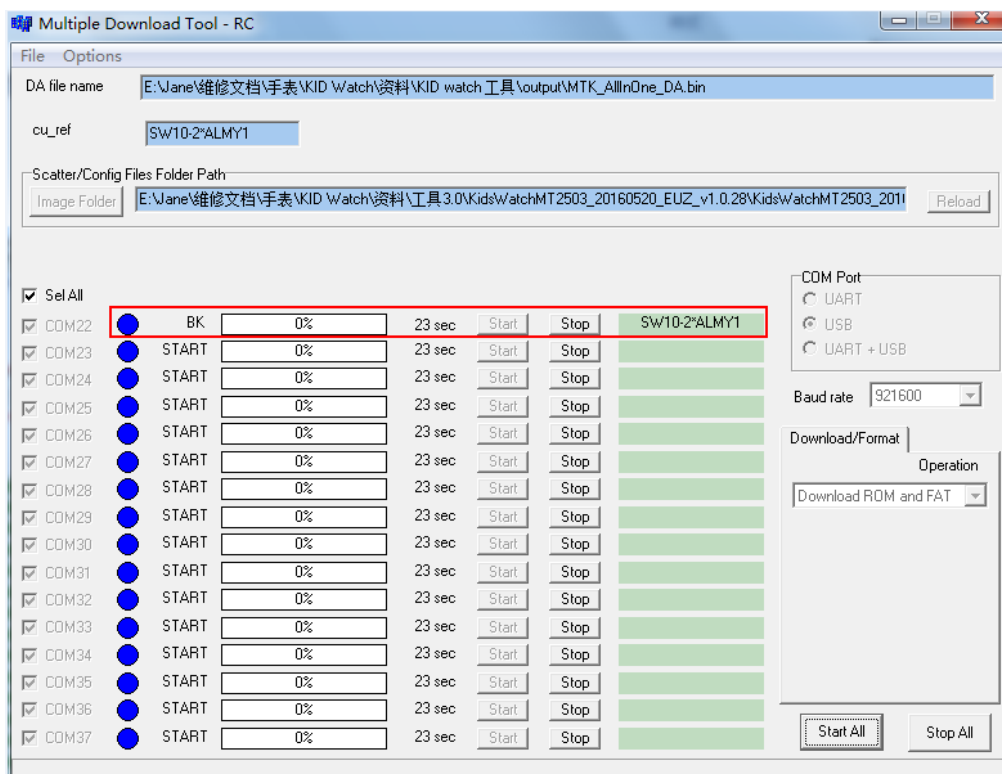 Multiple Download Tool - RC
File Options
DA file name E:\Jane\维修文档\手表\KID Watch\资料\KID watch 工具\output\MTK_AllInOne_DA.bin
cu_ref SW10-2*ALMY1
Scatter/Config Files Folder Path
Image Folder E:\Jane\维修文档\手表\KID Watch\资料\工具3.0\KidsWatchMT2503_20160520_EUZ_v1.0.28\KidsWatchMT2503_201 Reload
Sel All
COM Port
UART
USB
UART + USB
Baud rate 921600
Download/Format
Operation
Download ROM and FAT
COM22 BK 0% 23 sec Start Stop SW10-2*ALMY1
COM23 START 0% 23 sec Start Stop
COM24 START 0% 23 sec Start Stop
COM25 START 0% 23 sec Start Stop
COM26 START 0% 23 sec Start Stop
COM27 START 0% 23 sec Start Stop
COM28 START 0% 23 sec Start Stop
COM29 START 0% 23 sec Start Stop
COM30 START 0% 23 sec Start Stop
COM31 START 0% 23 sec Start Stop
COM32 START 0% 23 sec Start Stop
COM33 START 0% 23 sec Start Stop
COM34 START 0% 23 sec Start Stop
COM35 START 0% 23 sec Start Stop
COM36 START 0% 23 sec Start Stop
COM37 START 0% 23 sec Start Stop
Start All Stop All